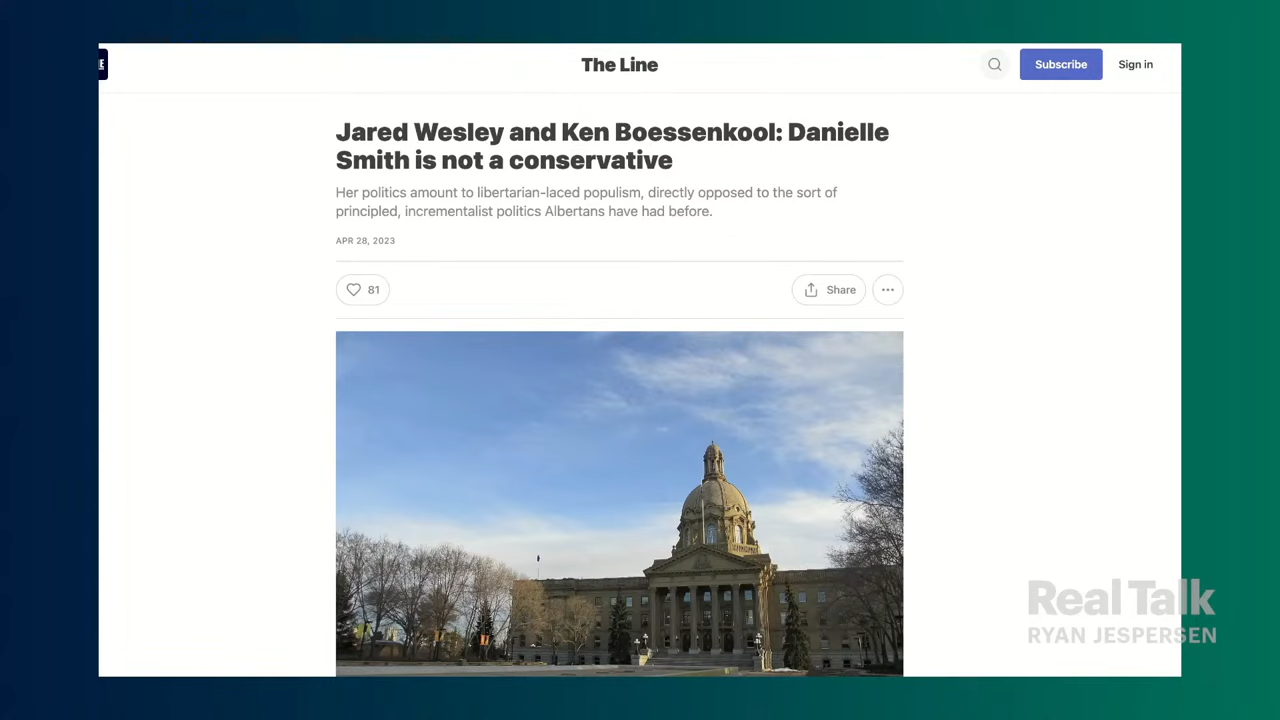 The Line
Subscribe
Sign in
Jared Wesley and Ken Boessenkool: Danielle
Smith is not a conservative
Her politics amount to libertarian-laced populism, directly opposed to the sort of
principled, incrementalist politics Albertans have had before.
APR 28, 2023
81
Share
Real Talk
RYAN JESPERSEN